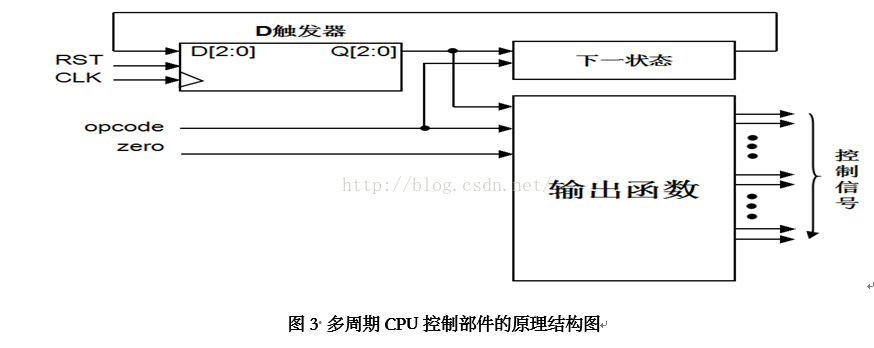 D触发器
D[2:0] Q[2:0]
下一状态
RST
CLK
opcode
zero
控制信号
http://blog.csdn.net/
输出函数
图 3 多周期 CPU 控制部件的原理结构图